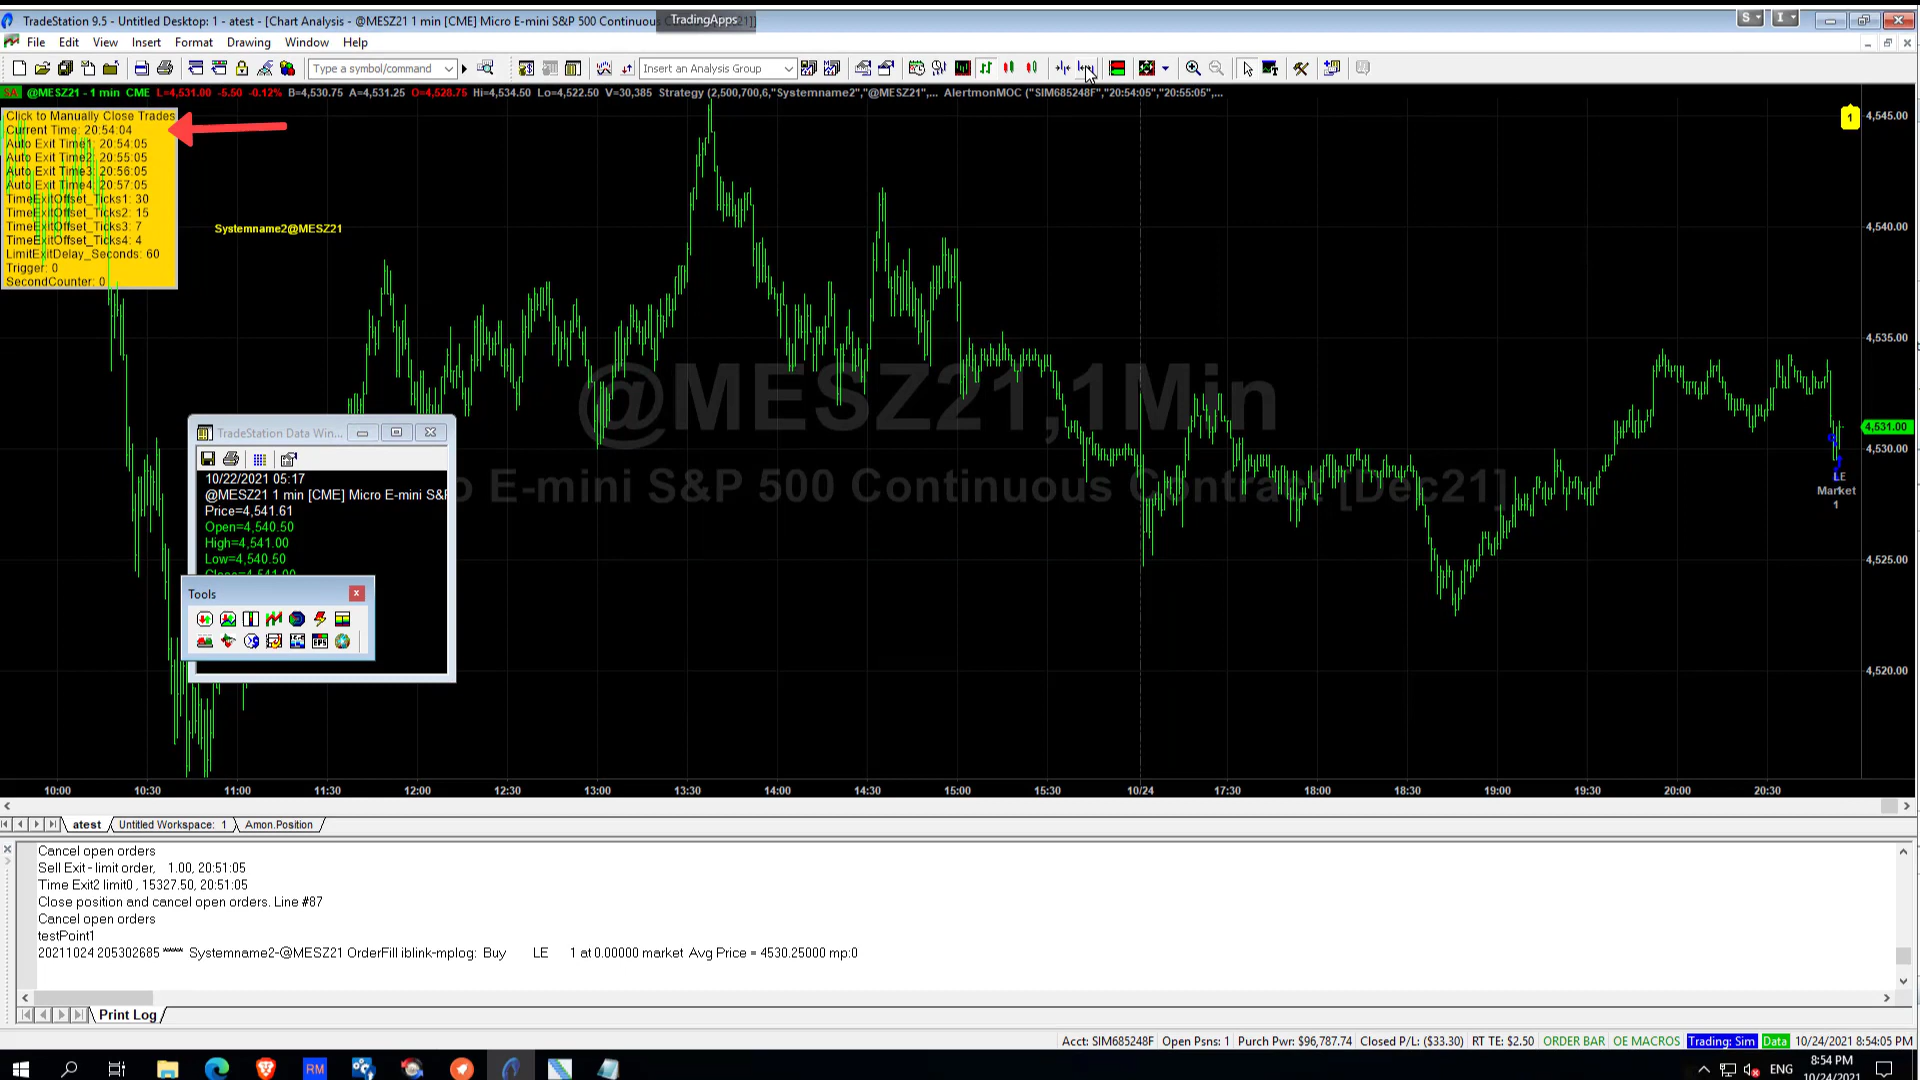 TradeStation 9.5 - Untitled Desktop: 1 - atest - [Chart Analysis - @MESZ21 1 min [CME] Micro E-mini S&P 500 Continuous
TradingApps
S
I
File Edit View Insert Format Drawing Window Help
Type a symbol/command
Insert an Analysis Group
SA @MESZ21 - 1 min CME L=4,531.00 -5.50 -0.12% B=4,530.75 A=4,531.25 O=4,528.75 Hi=4,534.50 Lo=4,522.50 V=30,385 Strategy (2,500,700,6,"Systemname2","@MESZ21",... AlertmonMOC ("SIM685248F","20:54:05","20:55:05",...
Click to Manually Close Trades
Current Time: 20:54:04
Auto Exit Time1: 20:54:05
Auto Exit Time2: 20:55:05
Auto Exit Time3: 20:56:05
Auto Exit Time4: 20:57:05
TimeExitOffset_Ticks1: 30
TimeExitOffset_Ticks2: 15
TimeExitOffset_Ticks3: 7
TimeExitOffset_Ticks4: 4
LimitExitDelay_Seconds: 60
Trigger: 0
SecondCounter: 0
Systemname2@MESZ21
1
4,545.00
4,540.00
4,535.00
4,531.00
4,530.00
4,525.00
4,520.00
@MESZ21,1Min
o E-mini S&P 500 Continuous Contract [Dec21]
LE
Market
1
TradeStation Data Win...
10/22/2021 05:17
@MESZ21 1 min [CME] Micro E-mini S&P
Price=4,541.61
Open=4,540.50
High=4,541.00
Low=4,540.50
Close=4,541.00
Tools
EPS
10:00 10:30 11:00 11:30 12:00 12:30 13:00 13:30 14:00 14:30 15:00 15:30 10/24 17:30 18:00 18:30 19:00 19:30 20:00 20:30
atest Untitled Workspace: 1 Amon.Position
Cancel open orders
Sell Exit - limit order, 1.00, 20:51:05
Time Exit2 limit0 , 15327.50, 20:51:05
Close position and cancel open orders. Line #87
Cancel open orders
testPoint1
20211024 205302685 **** Systemname2-@MESZ21 OrderFill iblink-mplog: Buy LE 1 at 0.00000 market Avg Price = 4530.25000 mp:0
Print Log
Acct: SIM685248F Open Psns: 1 Purch Pwr: $96,787.74 Closed P/L: ($33.30) RT TE: $2.50 ORDER BAR OE MACROS Trading: Sim Data 10/24/2021 8:54:05 PM
RM
ENG
8:54 PM
10/24/2021